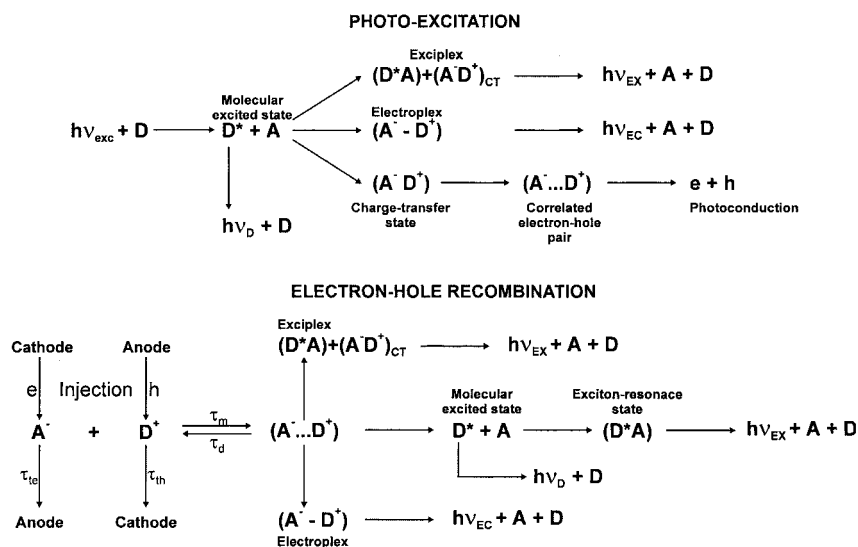 PHOTO-EXCITATION
Exciplex
(D*A)+(A⁻D⁺)CT hνEX + A + D
Molecular
excited state
Electroplex
hνexc + D D* + A (A⁻ - D⁺) hνEC + A + D
(A⁻ D⁺) (A⁻...D⁺) e + h
hνD + D
Charge-transfer
state
Correlated
electron-hole
pair
Photoconduction
ELECTRON-HOLE RECOMBINATION
Exciplex
Cathode Anode (D*A)+(A⁻D⁺)CT hνEX + A + D
e Injection h
Molecular
excited state
Exciton-resonace
state
A⁻ + D⁺ τm τd (A⁻...D⁺) D* + A (D*A) hνEX + A + D
τte τth hνD + D
Anode Cathode (A⁻ - D⁺) hνEC + A + D
Electroplex